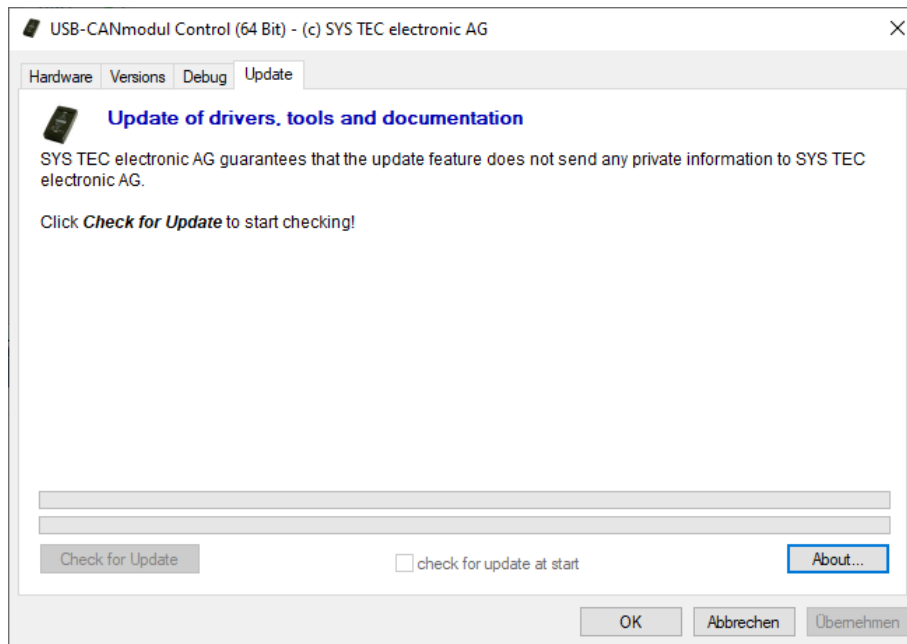 USB-CANmodul Control (64 Bit) - (c) SYS TEC electronic AG
Hardware Versions Debug Update
Update of drivers, tools and documentation
SYS TEC electronic AG guarantees that the update feature does not send any private information to SYS TEC
electronic AG.
Click Check for Update to start checking!
Check for Update check for update at start About...
OK Abbrechen Übernehmen